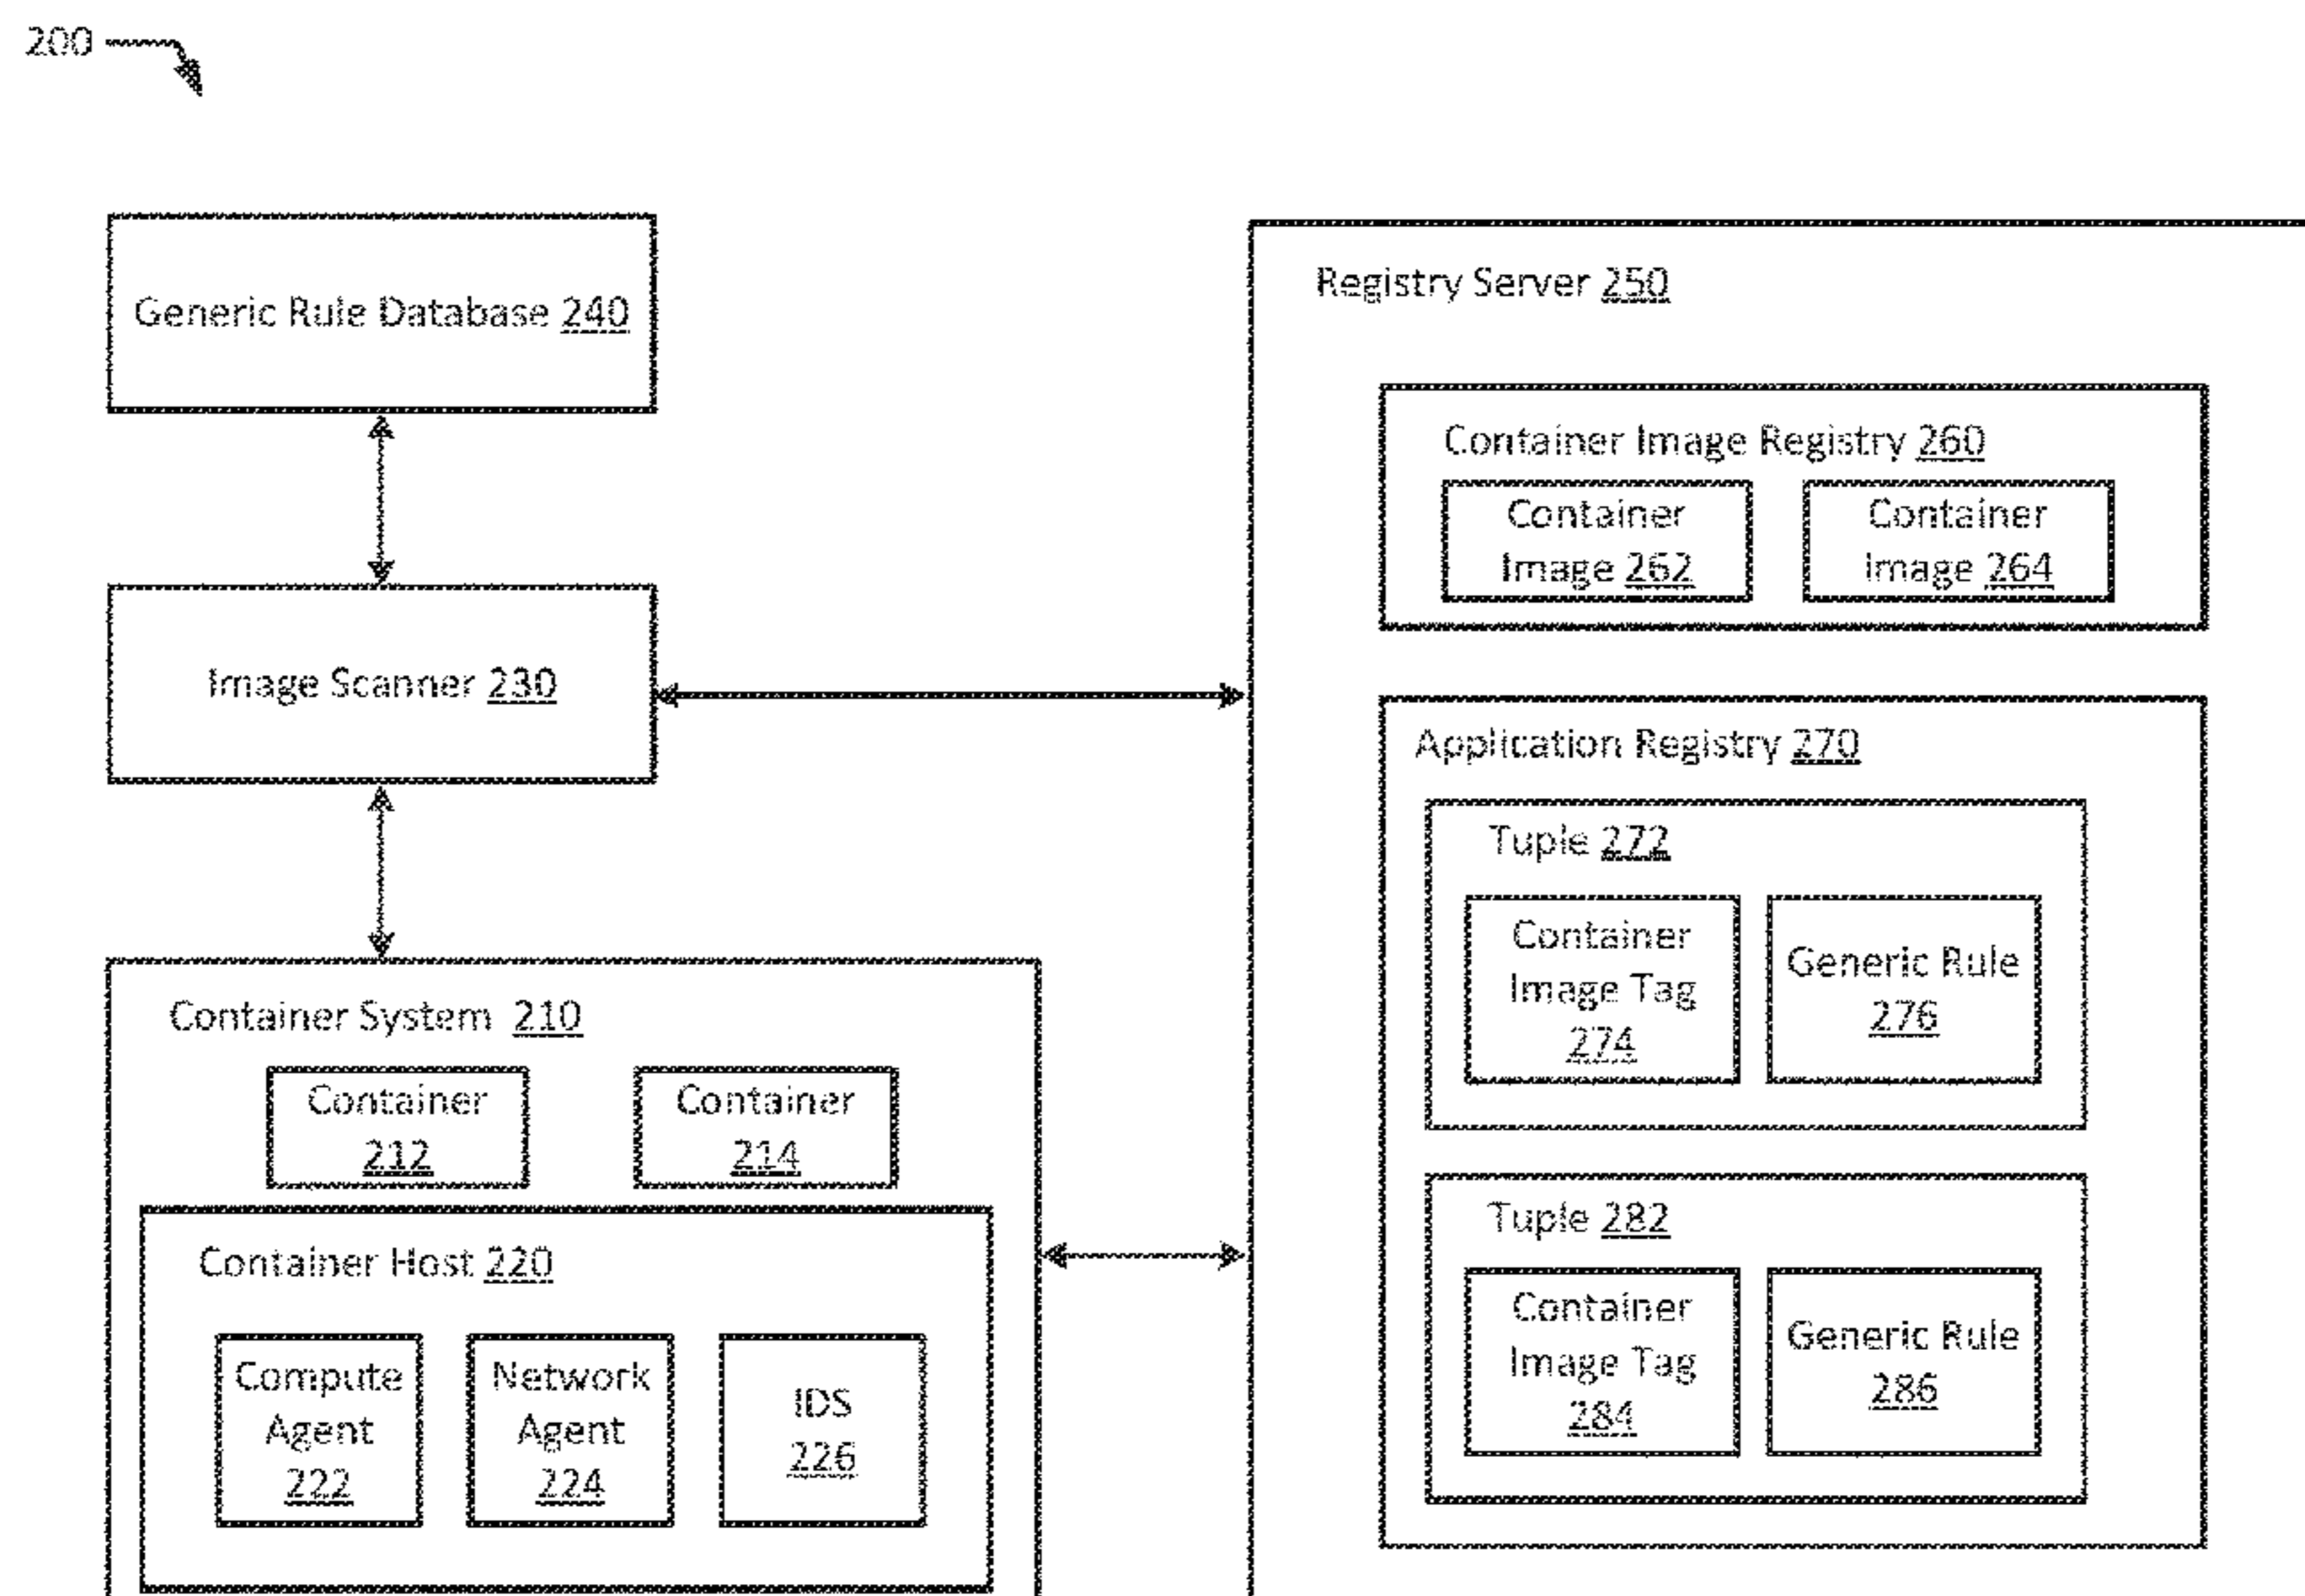 200
Generic Rule Database 240
Image Scanner 230
Container System 210
Container
212
Container
214
Container Host 220
Compute
Agent
222
Network
Agent
224
IDS
226
Registry Server 250
Container Image Registry 260
Container
Image 262
Container
Image 264
Application Registry 270
Tuple 272
Container
Image Tag
274
Generic Rule
276
Tuple 282
Container
Image Tag
284
Generic Rule
286